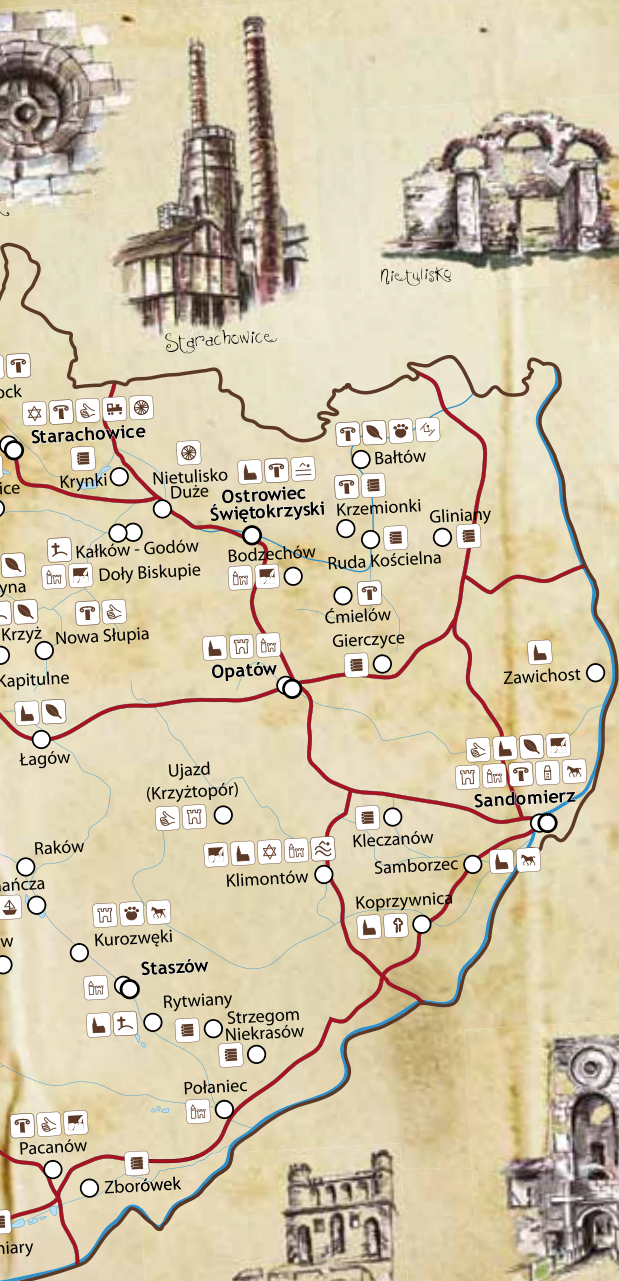 Nietulisko
Starachowice
ock
Starachowice
Bałtów
Nietulisko
Duże
Krynki
ice
Ostrowiec
Świętokrzyski
Krzemionki
Gliniany
Kałków - Godów
Bodzechów
Ruda Kościelna
yna
Doły Biskupie
Ćmielów
Krzyż
Nowa Słupia
Gierczyce
Kapitulne
Opatów
Zawichost
Łagów
Ujazd
(Krzyżtopór)
Sandomierz
Kleczanów
Raków
Klimontów
Samborzec
ańcza
Koprzywnica
w
Kurozwęki
Staszów
Rytwiany
Strzegom
Niekrasów
Połaniec
Pacanów
Zborówek
niary